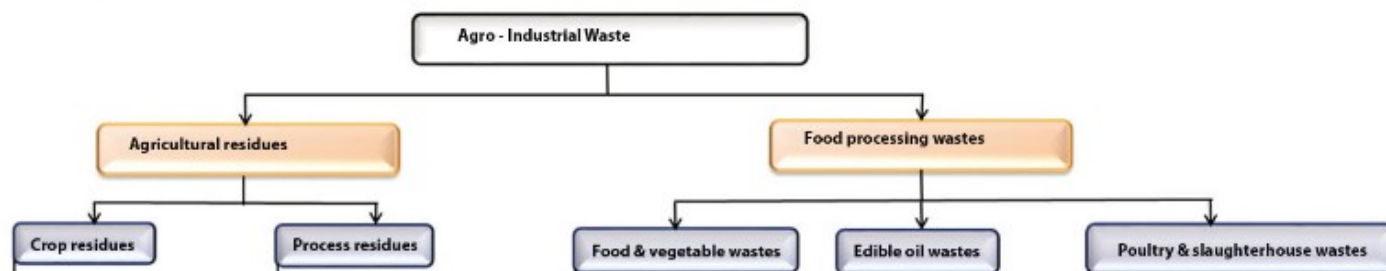 Agro - Industrial Waste
Agricultural residues
Food processing wastes
Crop residues
Process residues
Food & vegetable wastes
Edible oil wastes
Poultry & slaughterhouse wastes